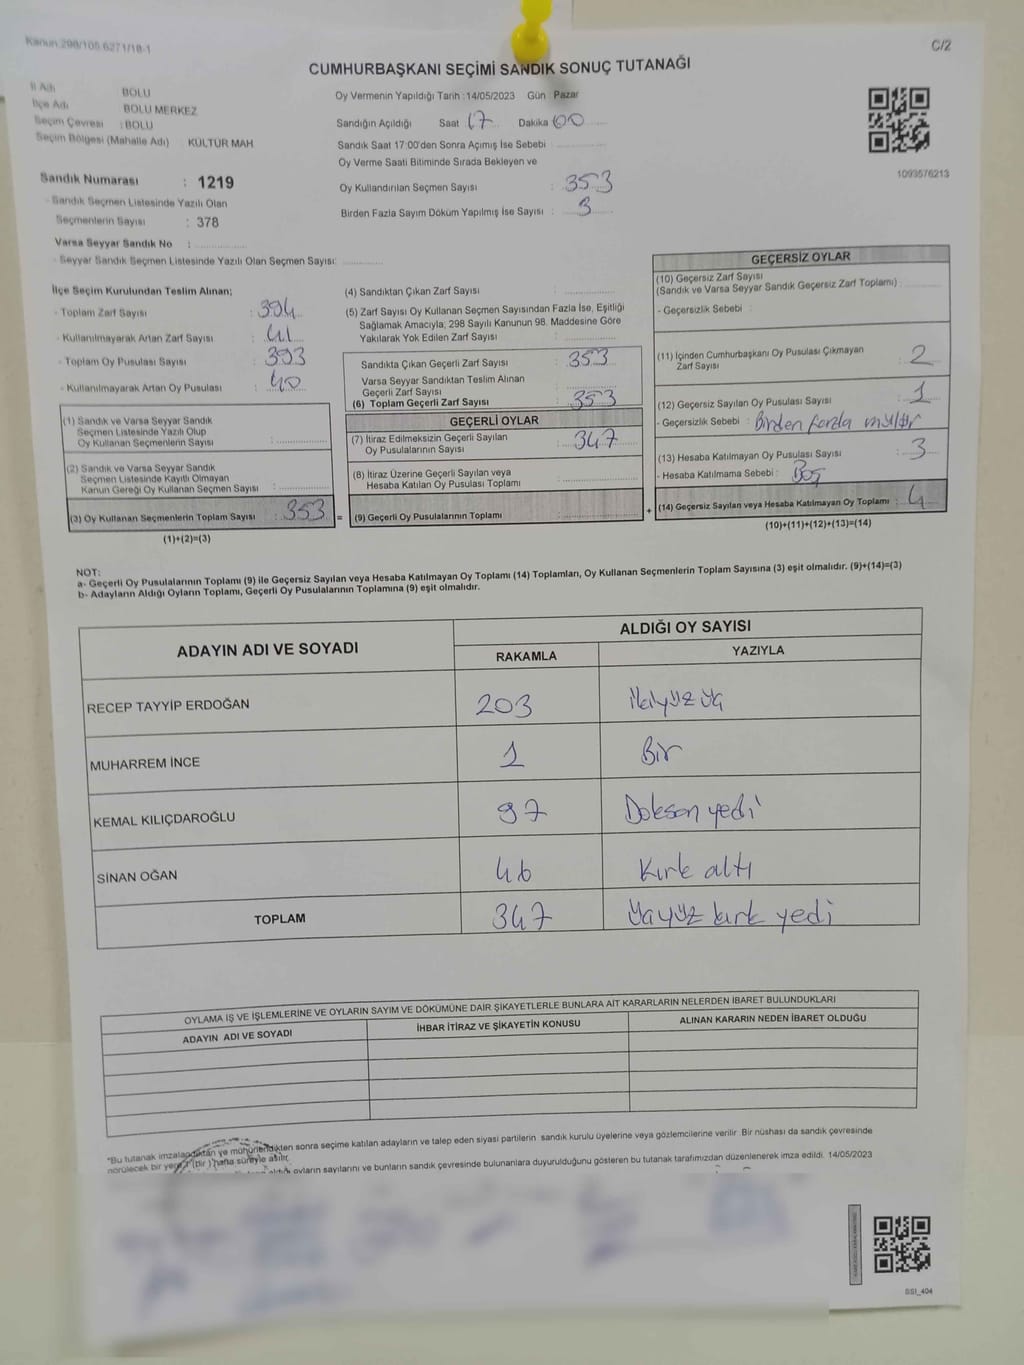 Kanun:298/105.6271/18-1
C/2
CUMHURBAŞKANI SEÇİMİ SANDIK SONUÇ TUTANAĞI
İl Adı BOLU
İlçe Adı BOLU MERKEZ
Seçim Çevresi : BOLU
Seçim Bölgesi (Mahalle Adı) KÜLTÜR MAH
Sandık Numarası : 1219
- Sandık Seçmen Listesinde Yazılı Olan
Seçmenlerin Sayısı : 378
Varsa Seyyar Sandık No :
- Seyyar Sandık Seçmen Listesinde Yazılı Olan Seçmen Sayısı:
Oy Vermenin Yapıldığı Tarih :14/05/2023 Gün Pazar
Sandığın Açıldığı Saat 17 Dakika 00
Sandık Saat 17:00'den Sonra Açımış İse Sebebi :
Oy Verme Saati Bitiminde Sırada Bekleyen ve
Oy Kullandırılan Seçmen Sayısı : 353
Birden Fazla Sayım Döküm Yapılmış İse Sayısı : 3
1093576213
İlçe Seçim Kurulundan Teslim Alınan;
- Toplam Zarf Sayısı : 394
- Kullanılmayarak Artan Zarf Sayısı : 41
- Toplam Oy Pusulası Sayısı : 393
- Kullanılmayarak Artan Oy Pusulası : 40
(1) Sandık ve Varsa Seyyar Sandık
Seçmen Listesinde Yazılı Olup
Oy Kullanan Seçmenlerin Sayısı :
(2) Sandık ve Varsa Seyyar Sandık
Seçmen Listesinde Kayıtlı Olmayan
Kanun Gereği Oy Kullanan Seçmen Sayısı :
(3) Oy Kullanan Seçmenlerin Toplam Sayısı : 353
(1)+(2)=(3)
=
(4) Sandıktan Çıkan Zarf Sayısı :
(5) Zarf Sayısı Oy Kullanan Seçmen Sayısından Fazla İse, Eşitliği
Sağlamak Amacıyla; 298 Sayılı Kanunun 98. Maddesine Göre
Yakılarak Yok Edilen Zarf Sayısı :
Sandıkta Çıkan Geçerli Zarf Sayısı : 353
Varsa Seyyar Sandıktan Teslim Alınan
Geçerli Zarf Sayısı :
(6) Toplam Geçerli Zarf Sayısı : 353
GEÇERLİ OYLAR
(7) İtiraz Edilmeksizin Geçerli Sayılan
Oy Pusulasının Sayısı : 347
(8) İtiraz Üzerine Geçerli Sayılan veya
Hesaba Katılan Oy Pusulası Toplamı :
(9) Geçerli Oy Pusulalarının Toplamı :
+
GEÇERSİZ OYLAR
(10) Geçersiz Zarf Sayısı
(Sandık ve Varsa Seyyar Sandık Geçersiz Zarf Toplamı) :
- Geçersizlik Sebebi :
(11) İçinden Cumhurbaşkanı Oy Pusulası Çıkmayan
Zarf Sayısı : 2
(12) Geçersiz Sayılan Oy Pusulası Sayısı : 1
- Geçersizlik Sebebi : Birden fazla mühür
(13) Hesaba Katılmayan Oy Pusulası Sayısı : 3
- Hesaba Katılmama Sebebi : Boş
(14) Geçersiz Sayılan veya Hesaba Katılmayan Oy Toplamı : 4
(10)+(11)+(12)+(13)=(14)
NOT:
a- Geçerli Oy Pusulalarının Toplamı (9) ile Geçersiz Sayılan veya Hesaba Katılmayan Oy Toplamı (14) Toplamları, Oy Kullanan Seçmenlerin Toplam Sayısına (3) eşit olmalıdır. (9)+(14)=(3)
b- Adayların Aldığı Oyların Toplamı, Geçerli Oy Pusulalarının Toplamına (9) eşit olmalıdır.
ADAYIN ADI VE SOYADI ALDIĞI OY SAYISI
RAKAMLA YAZIYLA
RECEP TAYYİP ERDOĞAN 203 İkiyüz üç
MUHARREM İNCE 1 Bir
KEMAL KILIÇDAROĞLU 97 Doksan yedi
SİNAN OĞAN 46 Kırk altı
TOPLAM 347 Üçyüz kırk yedi
OYLAMA İŞ VE İŞLEMLERİNE VE OYLARIN SAYIM VE DÖKÜMÜNE DAİR ŞİKAYETLERLE BUNLARA AİT KARARLARIN NELERDEN İBARET BULUNDUKLARI
ADAYIN ADI VE SOYADI İHBAR İTİRAZ VE ŞİKAYETİN KONUSU ALINAN KARARIN NEDEN İBARET OLDUĞU
*Bu tutanak imzalandıktan ve mühürlendikten sonra seçime katılan adayların ve talep eden siyasi partilerin sandık kurulu üyelerine veya gözlemcilerine verilir. Bir nüshası da sandık çevresinde
görülecek bir yere 1 (bir ) hafta süreyle asılır.
oyların sayılarını ve bunların sandık çevresinde bulunanlara duyurulduğunu gösteren bu tutanak tarafımızdan düzenlenerek imza edildi. 14/05/2023
SSI_404